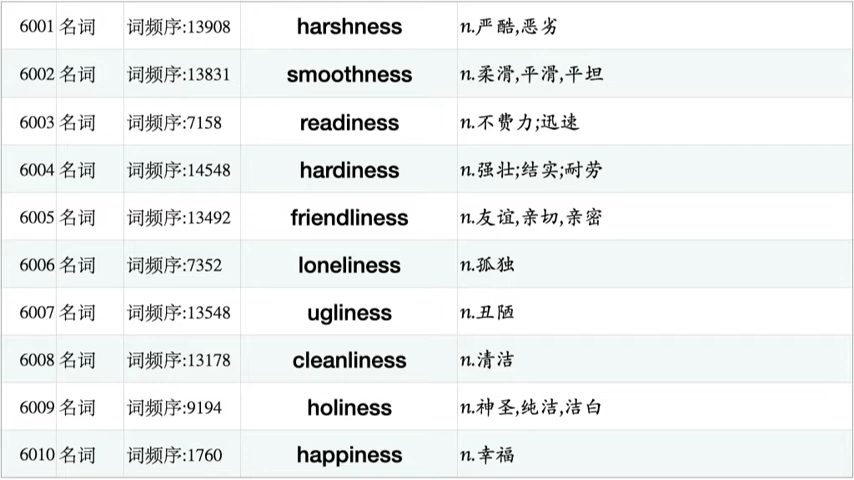 6001 名词 词频序:13908 harshness n.严酷,恶劣
6002 名词 词频序:13831 smoothness n.柔滑,平滑,平坦
6003 名词 词频序:7158 readiness n.不费力;迅速
6004 名词 词频序:14548 hardiness n.强壮;结实;耐劳
6005 名词 词频序:13492 friendliness n.友谊,亲切,亲密
6006 名词 词频序:7352 loneliness n.孤独
6007 名词 词频序:13548 ugliness n.丑陋
6008 名词 词频序:13178 cleanliness n.清洁
6009 名词 词频序:9194 holiness n.神圣,纯洁,洁白
6010 名词 词频序:1760 happiness n.幸福